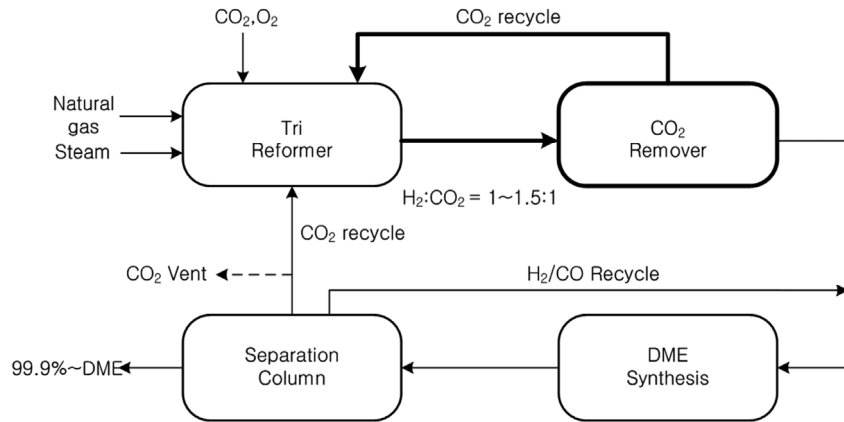 CO₂,O₂
CO₂ recycle
Natural
gas
Steam
Tri
Reformer
CO₂
Remover
H₂:CO₂ = 1~1.5:1
CO₂ recycle
CO₂ Vent
H₂/CO Recycle
99.9%~DME
Separation
Column
DME
Synthesis